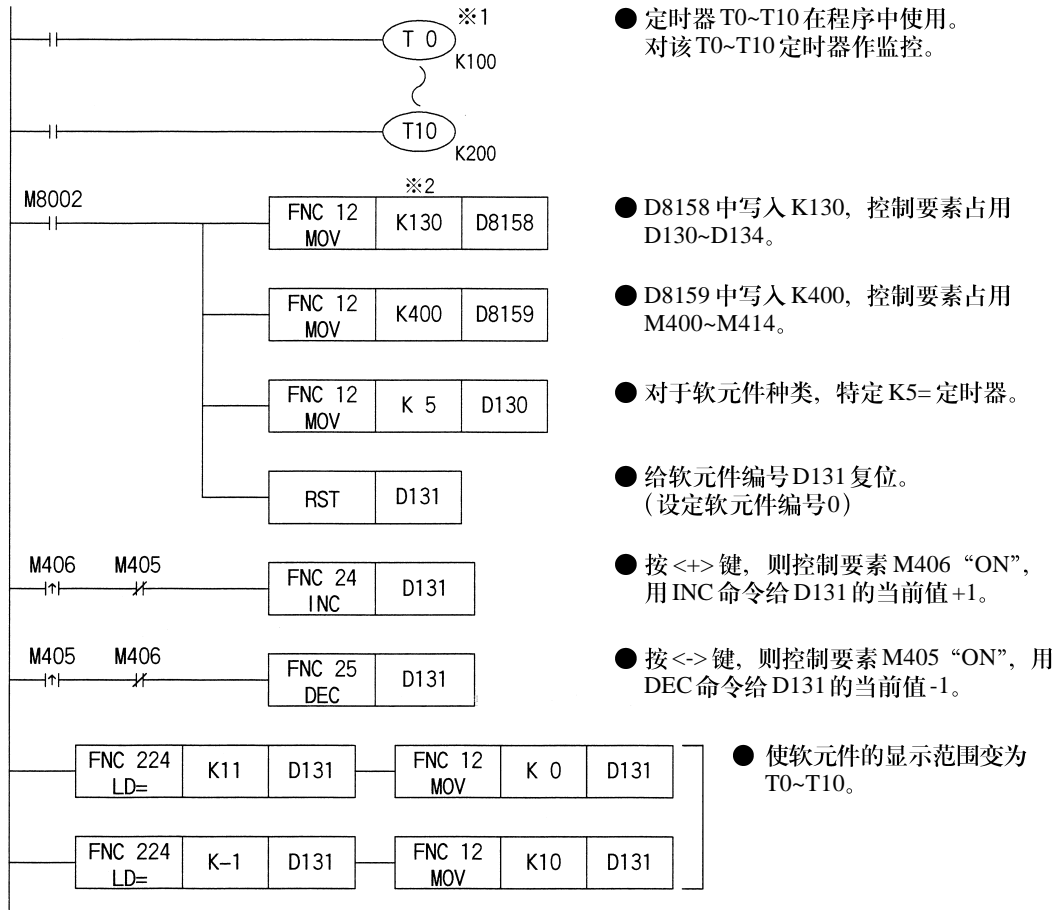 ※1
T 0
K100
● 定时器T0~T10在程序中使用。
对该T0~T10定时器作监控。
T10
K200
M8002
※2
FNC 12
MOV
K130
D8158
● D8158中写入K130，控制要素占用
D130~D134。
FNC 12
MOV
K400
D8159
● D8159中写入K400，控制要素占用
M400~M414。
FNC 12
MOV
K 5
D130
● 对于软元件种类，特定K5=定时器。
RST
D131
● 给软元件编号D131复位。
（设定软元件编号0）
M406
M405
FNC 24
INC
D131
● 按<+>键，则控制要素M406“ON”，
用INC命令给D131的当前值+1。
M405
M406
FNC 25
DEC
D131
● 按<->键，则控制要素M405“ON”，用
DEC命令给D131的当前值-1。
FNC 224
LD=
K11
D131
FNC 12
MOV
K 0
D131
● 使软元件的显示范围变为
T0~T10。
FNC 224
LD=
K–1
D131
FNC 12
MOV
K10
D131